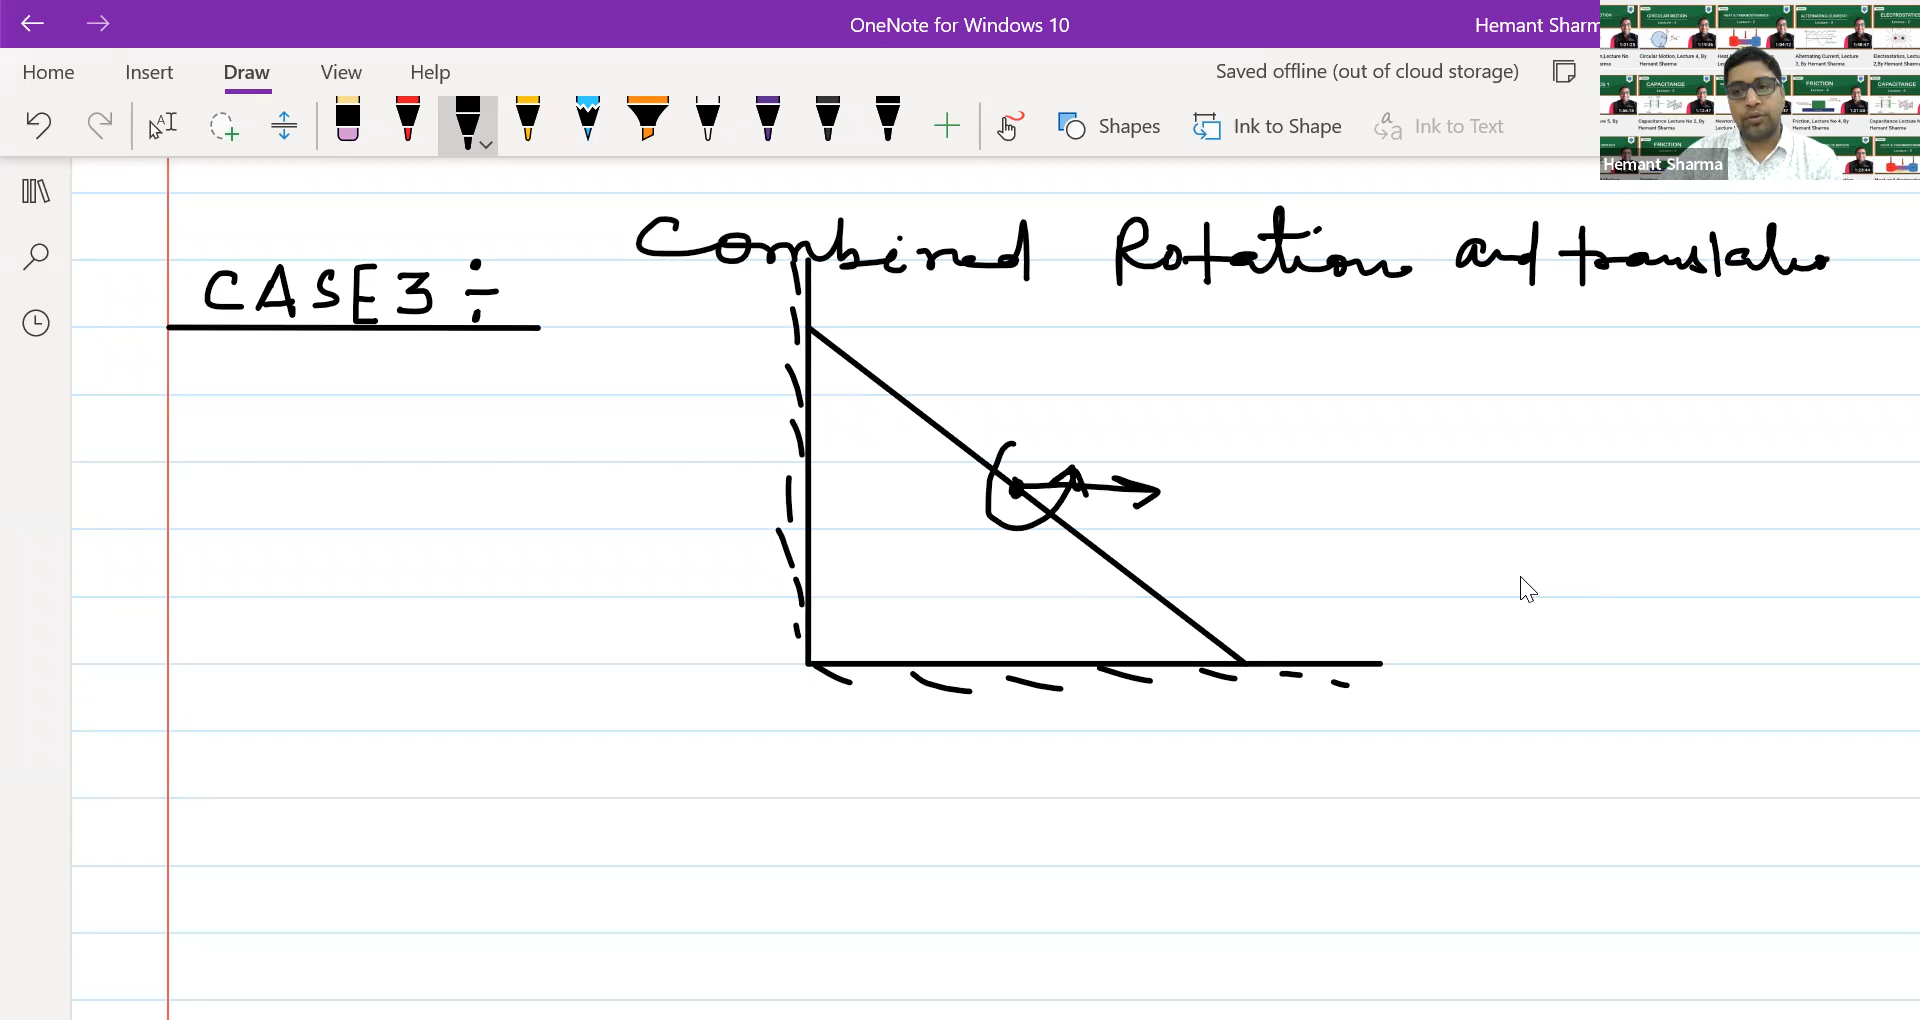 OneNote for Windows 10
Hemant Sharm
Home Insert Draw View Help
Saved offline (out of cloud storage)
Shapes
Ink to Shape
Ink to Text
Hemant Sharma
Combined Rotation and translatio
CASE 3 ÷